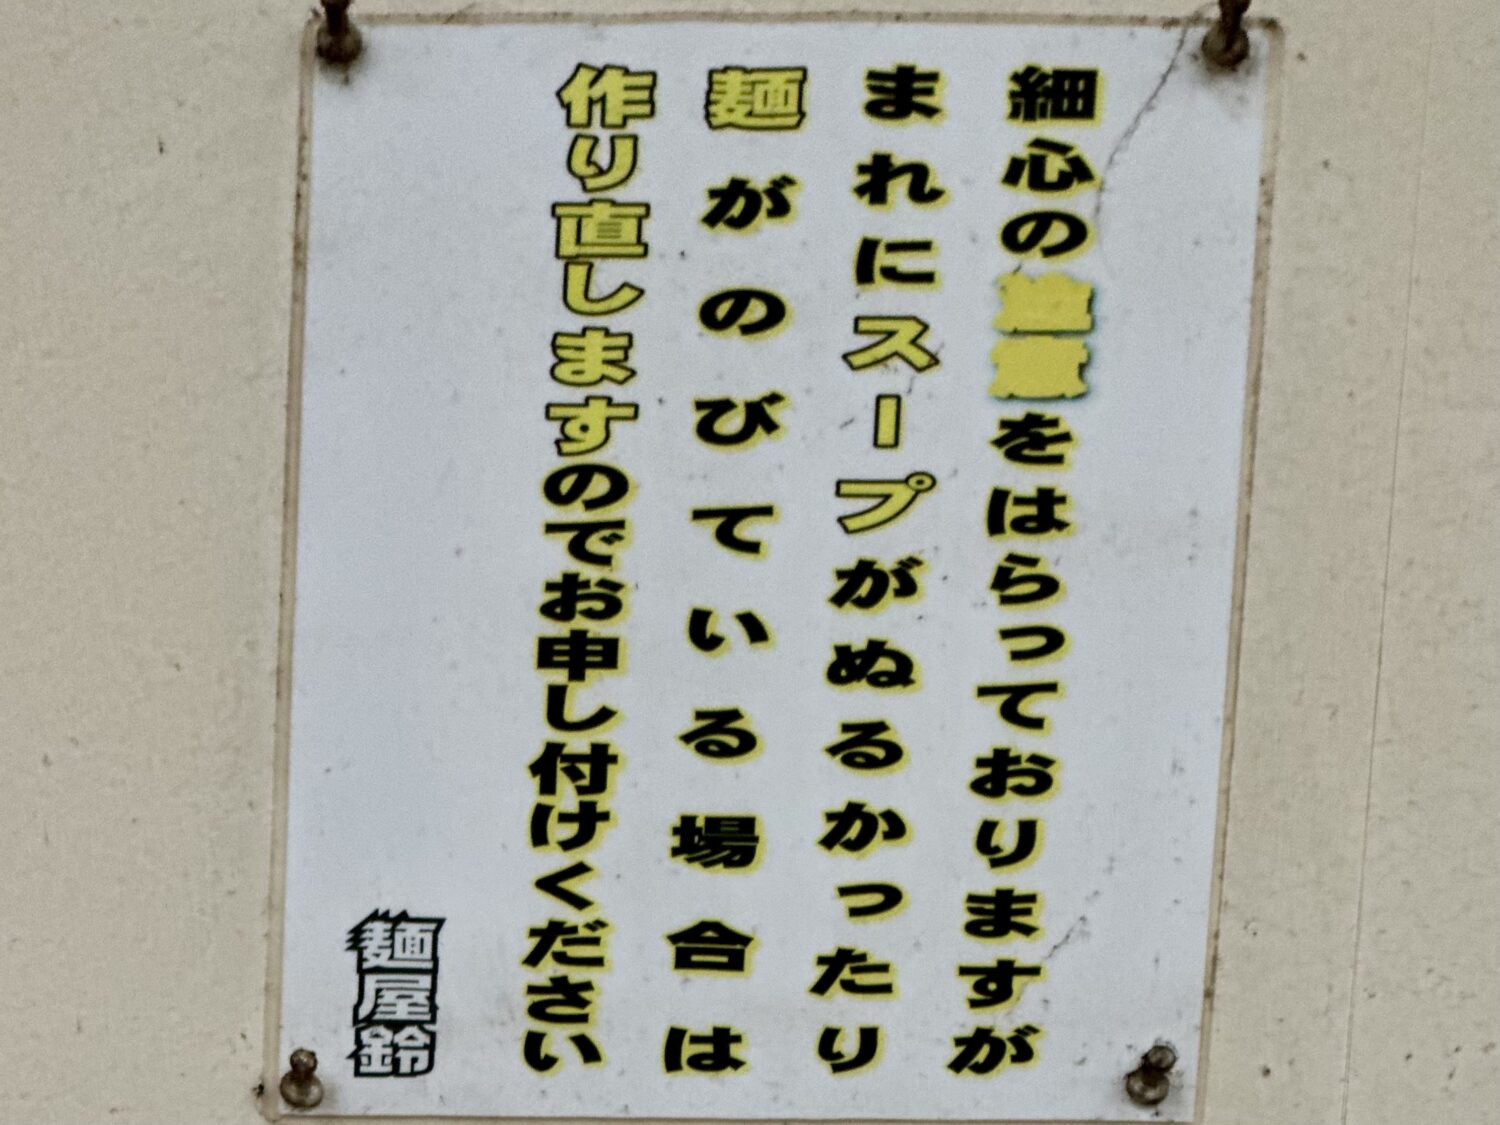 細心の注意をはらっておりますが
まれにスープがぬるかったり
麺がのびている場合は
作り直しますのでお申し付けください
麺屋鈴